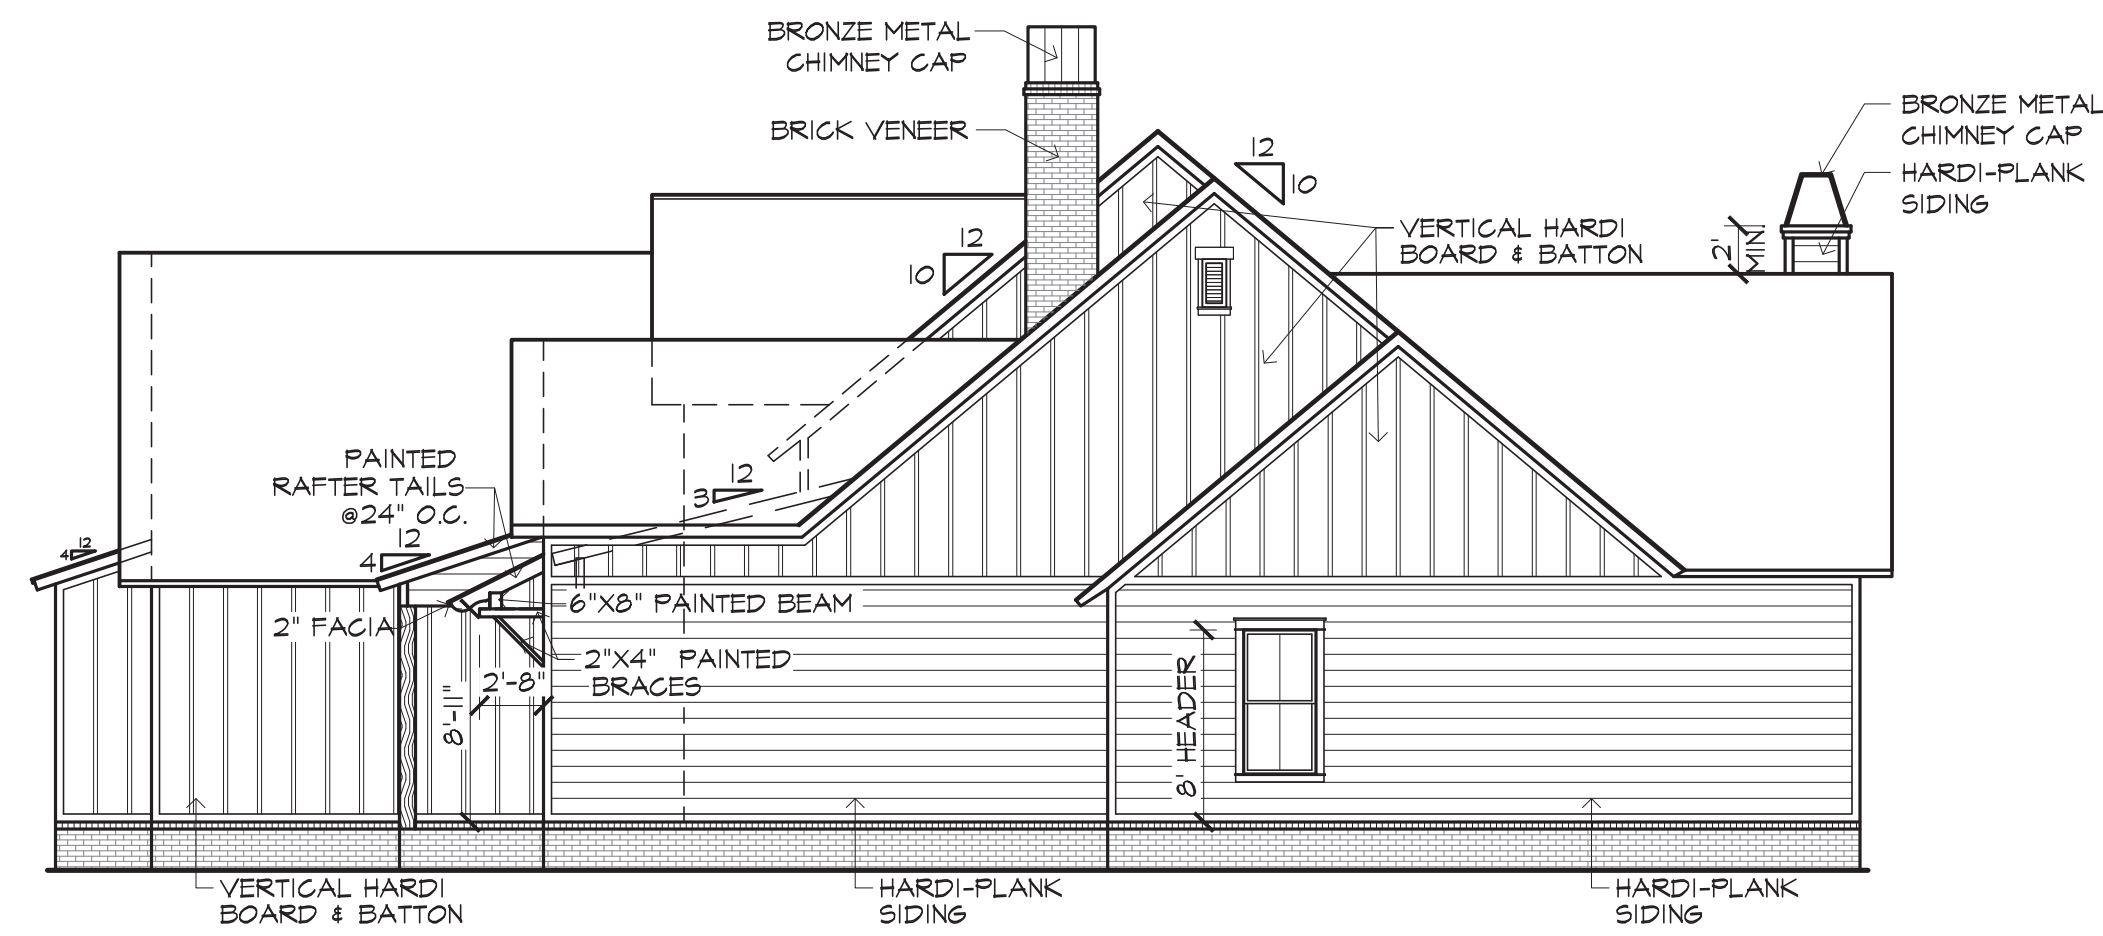 BRONZE METAL
CHIMNEY CAP
BRICK VENEER
BRONZE METAL
CHIMNEY CAP
HARDI-PLANK
SIDING
12
10
12
10
VERTICAL HARDI
BOARD & BATTON
2'
MIN.
PAINTED
RAFTER TAILS
@24" O.C.
12
3
12
4
12
4
6"X8" PAINTED BEAM
2" FACIA
2"X4" PAINTED
BRACES
2'-8"
8'-11"
8' HEADER
VERTICAL HARDI
BOARD & BATTON
HARDI-PLANK
SIDING
HARDI-PLANK
SIDING